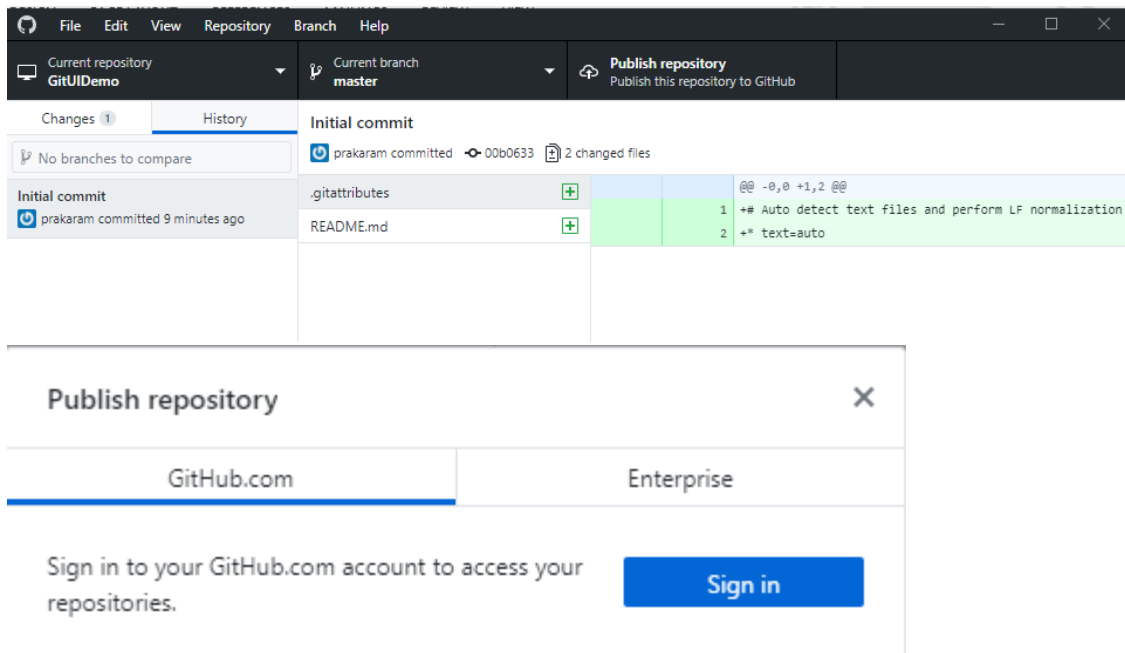 File Edit View Repository Branch Help
Current repository
GitUIDemo
Current branch
master
Publish repository
Publish this repository to GitHub
Changes 1 History
No branches to compare
Initial commit
prakaram committed 9 minutes ago
Initial commit
prakaram committed 00b0633 2 changed files
.gitattributes
README.md
@@ -0,0 +1,2 @@
1 +# Auto detect text files and perform LF normalization
2 +* text=auto
Publish repository
GitHub.com Enterprise
Sign in to your GitHub.com account to access your
repositories.
Sign in